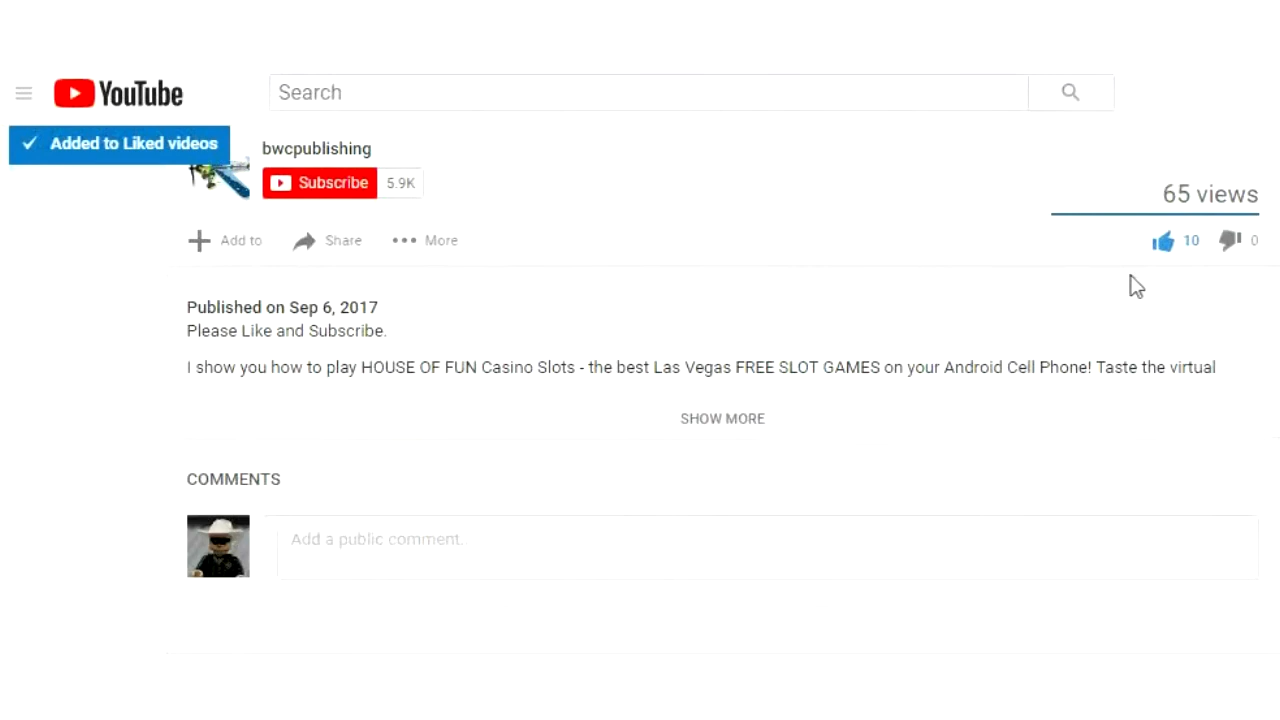 YouTube
Search
Added to Liked videos
bwcpublishing
Subscribe 5.9K
65 views
Add to Share More
10 0
Published on Sep 6, 2017
Please Like and Subscribe.
I show you how to play HOUSE OF FUN Casino Slots - the best Las Vegas FREE SLOT GAMES on your Android Cell Phone! Taste the virtual
SHOW MORE
COMMENTS
Add a public comment.